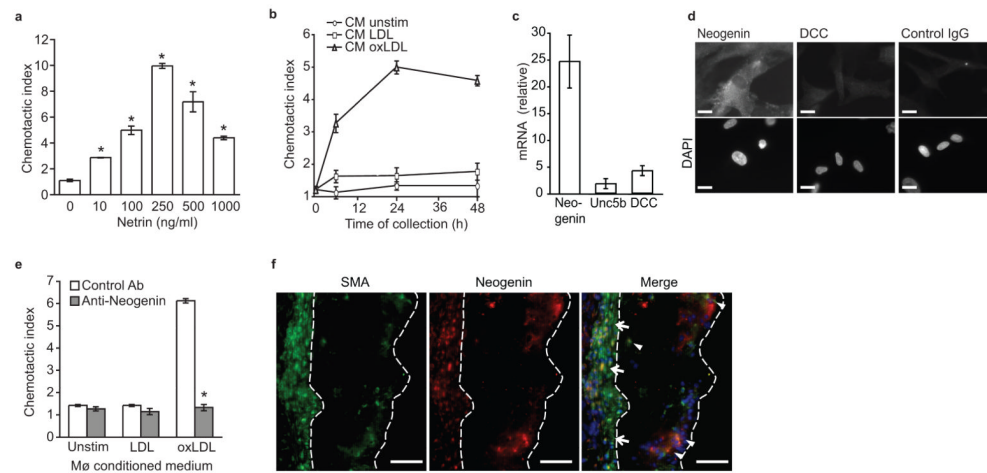 a
Chemotactic index
12
10
8
6
4
2
0
* * * * *
0 10 100 250 500 1000
Netrin (ng/ml)
b
CM unstim
CM LDL
CM oxLDL
Chemotactic index
6
5
4
3
2
1
0 12 24 36 48
Time of collection (h)
c
mRNA (relative)
35
30
25
20
15
10
5
0
Neo- Unc5b DCC
genin
d
Neogenin DCC Control IgG
DAPI
e
Control Ab
Anti-Neogenin
Chemotactic index
7
6
5
4
3
2
1
0
*
Unstim LDL oxLDL
Mø conditioned medium
f
SMA Neogenin Merge